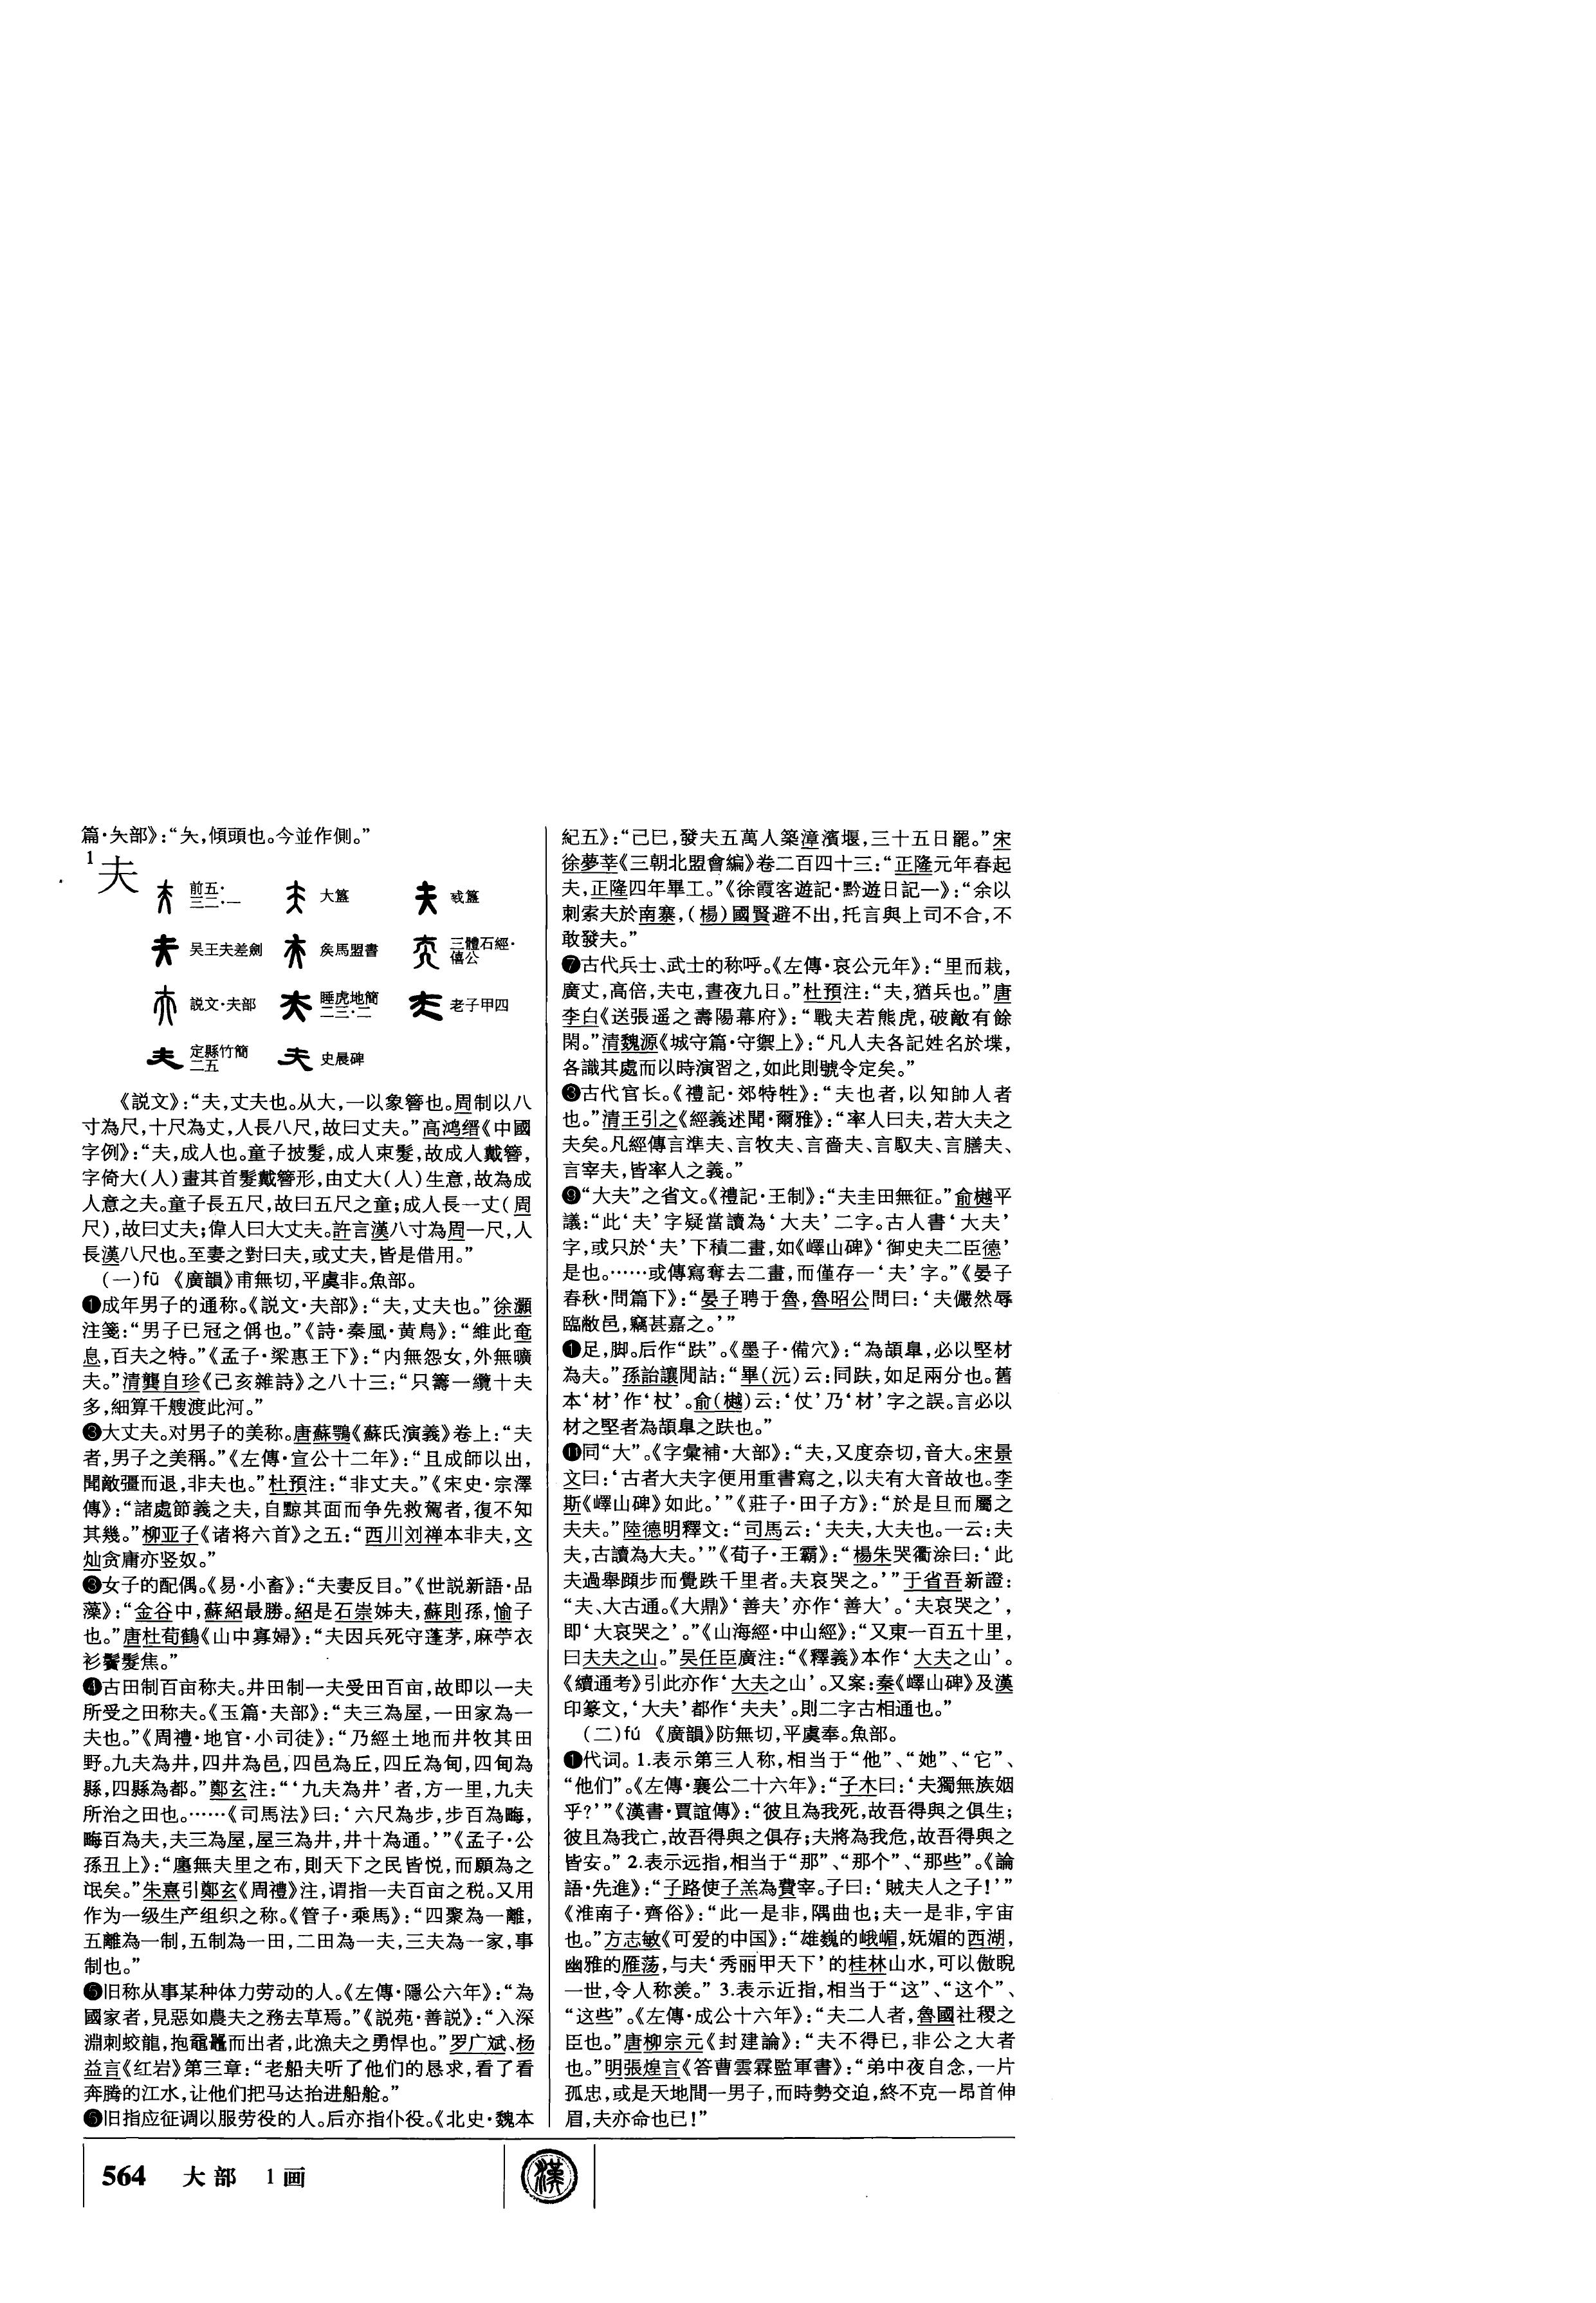 篇·夨部》：“夨，傾頭也。今並作側。”
1
夫
前五·
三二·一
大簋
㦰簋
吴王夫差劍
矦馬盟書
三體石經·
僖公
説文·夫部
睡虎地簡
二三·二
老子甲四
定縣竹簡
二五
史晨碑
《説文》：“夫，丈夫也。从大，一以象簪也。周制以八
寸為尺，十尺為丈，人長八尺，故曰丈夫。”高鸿缙《中國
字例》：“夫，成人也。童子披髮，成人束髮，故成人戴簪，
字倚大（人）畫其首髮戴簪形，由丈大（人）生意，故為成
人意之夫。童子長五尺，故曰五尺之童；成人長一丈（周
尺），故曰丈夫；偉人曰大丈夫。許言漢八寸為周一尺，人
長漢八尺也。至妻之對曰夫，或丈夫，皆是借用。”
（一）fū 《廣韻》甫無切，平虞非。魚部。
❶成年男子的通称。《説文·夫部》：“夫，丈夫也。”徐灝
注箋：“男子已冠之偁也。”《詩·秦風·黄鳥》：“維此奄
息，百夫之特。”《孟子·梁惠王下》：“内無怨女，外無曠
夫。”清龔自珍《己亥雜詩》之八十三：“只籌一纜十夫
多，細算千艘渡此河。”
❸大丈夫。对男子的美称。唐蘇鶚《蘇氏演義》卷上：“夫
者，男子之美稱。”《左傳·宣公十二年》：“且成師以出，
聞敵彊而退，非夫也。”杜預注：“非丈夫。”《宋史·宗澤
傳》：“諸處節義之夫，自黥其面而争先救駕者，復不知
其幾。”柳亚子《诸将六首》之五：“西川刘禅本非夫，文
灿贪庸亦竖奴。”
❸女子的配偶。《易·小畜》：“夫妻反目。”《世説新語·品
藻》：“金谷中，蘇紹最勝。紹是石崇姊夫，蘇則孫，愉子
也。”唐杜荀鶴《山中寡婦》：“夫因兵死守蓬茅，麻苧衣
衫鬢髮焦。”
❹古田制百亩称夫。井田制一夫受田百亩，故即以一夫
所受之田称夫。《玉篇·夫部》：“夫三為屋，一田家為一
夫也。”《周禮·地官·小司徒》：“乃經土地而井牧其田
野。九夫為井，四井為邑，四邑為丘，四丘為甸，四甸為
縣，四縣為都。”鄭玄注：“‘九夫為井’者，方一里，九夫
所治之田也。……《司馬法》曰：‘六尺為步，步百為畮，
畮百為夫，夫三為屋，屋三為井，井十為通。’”《孟子·公
孫丑上》：“廛無夫里之布，則天下之民皆悦，而願為之
氓矣。”朱熹引鄭玄《周禮》注，谓指一夫百亩之税。又用
作为一级生产组织之称。《管子·乘馬》：“四聚為一離，
五離為一制，五制為一田，二田為一夫，三夫為一家，事
制也。”
❺旧称从事某种体力劳动的人。《左傳·隱公六年》：“為
國家者，見惡如農夫之務去草焉。”《説苑·善説》：“入深
淵刺蛟龍，抱黿鼉而出者，此漁夫之勇悍也。”罗广斌、杨
益言《红岩》第三章：“老船夫听了他们的恳求，看了看
奔腾的江水，让他们把马达抬进船舱。”
❻旧指应征调以服劳役的人。后亦指仆役。《北史·魏本
紀五》：“己巳，發夫五萬人築漳濱堰，三十五日罷。”宋
徐夢莘《三朝北盟會編》卷二百四十三：“正隆元年春起
夫，正隆四年畢工。”《徐霞客遊記·黔遊日記一》：“余以
刺索夫於南寨，（楊）國賢避不出，托言與上司不合，不
敢發夫。”
❼古代兵士、武士的称呼。《左傳·哀公元年》：“里而栽，
廣丈，高倍，夫屯，晝夜九日。”杜預注：“夫，猶兵也。”唐
李白《送張遥之壽陽幕府》：“戰夫若熊虎，破敵有餘
閑。”清魏源《城守篇·守禦上》：“凡人夫各記姓名於堞，
各識其處而以時演習之，如此則號令定矣。”
❽古代官长。《禮記·郊特牲》：“夫也者，以知帥人者
也。”清王引之《經義述聞·爾雅》：“率人曰夫，若大夫之
夫矣。凡經傳言準夫、言牧夫、言嗇夫、言馭夫、言膳夫、
言宰夫，皆率人之義。”
❾“大夫”之省文。《禮記·王制》：“夫圭田無征。”俞樾平
議：“此‘夫’字疑當讀為‘大夫’二字。古人書‘大夫’
字，或只於‘夫’下積二畫，如《嶧山碑》‘御史夫二臣德’
是也。……或傳寫奪去二畫，而僅存一‘夫’字。”《晏子
春秋·問篇下》：“晏子聘于魯，魯昭公問曰：‘夫儼然辱
臨敝邑，竊甚嘉之。’”
❶足，脚。后作“趺”。《墨子·備穴》：“為頡臯，必以堅材
為夫。”孫詒讓閒詁：“畢（沅）云：同趺，如足兩分也。舊
本‘材’作‘杖’。俞（樾）云：‘仗’乃‘材’字之誤。言必以
材之堅者為頡臯之趺也。”
⓫同“大”。《字彙補·大部》：“夫，又度奈切，音大。宋景
文曰：‘古者大夫字便用重書寫之，以夫有大音故也。李
斯《嶧山碑》如此。’”《莊子·田子方》：“於是旦而屬之
夫夫。”陸德明釋文：“司馬云：‘夫夫，大夫也。一云：夫
夫，古讀為大夫。’”《荀子·王霸》：“楊朱哭衢涂曰：‘此
夫過舉蹞步而覺跌千里者。夫哀哭之。’”于省吾新證：
“夫、大古通。《大鼎》‘善夫’亦作‘善大’。‘夫哀哭之’，
即‘大哀哭之’。”《山海經·中山經》：“又東一百五十里，
曰夫夫之山。”吴任臣廣注：“《釋義》本作‘大夫之山’。
《續通考》引此亦作‘大夫之山’。又案：秦《嶧山碑》及漢
印篆文，‘大夫’都作‘夫夫’。則二字古相通也。”
（二）fú 《廣韻》防無切，平虞奉。魚部。
❶代词。1.表示第三人称，相当于“他”、“她”、“它”、
“他们”。《左傳·襄公二十六年》：“子木曰：‘夫獨無族姻
乎？’”《漢書·賈誼傳》：“彼且為我死，故吾得與之俱生；
彼且為我亡，故吾得與之俱存；夫將為我危，故吾得與之
皆安。” 2.表示远指，相当于“那”、“那个”、“那些”。《論
語·先進》：“子路使子羔為費宰。子曰：‘賊夫人之子！’”
《淮南子·齊俗》：“此一是非，隅曲也；夫一是非，宇宙
也。”方志敏《可爱的中国》：“雄巍的峨嵋，妩媚的西湖，
幽雅的雁荡，与夫‘秀丽甲天下’的桂林山水，可以傲睨
一世，令人称羡。” 3.表示近指，相当于“这”、“这个”、
“这些”。《左傳·成公十六年》：“夫二人者，魯國社稷之
臣也。”唐柳宗元《封建論》：“夫不得已，非公之大者
也。”明張煌言《答曹雲霖監軍書》：“弟中夜自念，一片
孤忠，或是天地間一男子，而時勢交迫，終不克一昂首伸
眉，夫亦命也已！”
564 大部 1画
漢